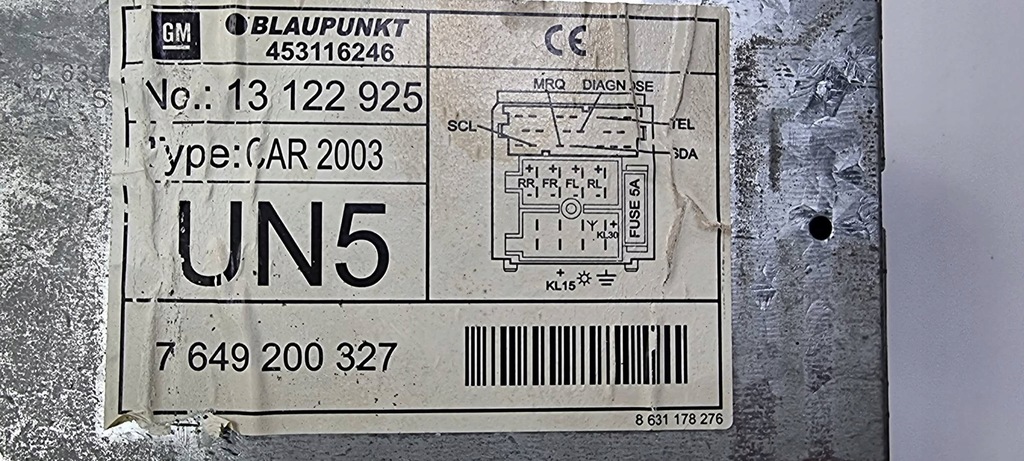 GM
BLAUPUNKT
453116246
CE
No.: 13 122 925
Type: CAR 2003
UN5
7 649 200 327
MRQ DIAGNOSE
SCL
TEL
SDA
+ + + +
RR FR FL RL
- - - -
FUSE 5A
+
KL30
+
KL15
8 631 178 276